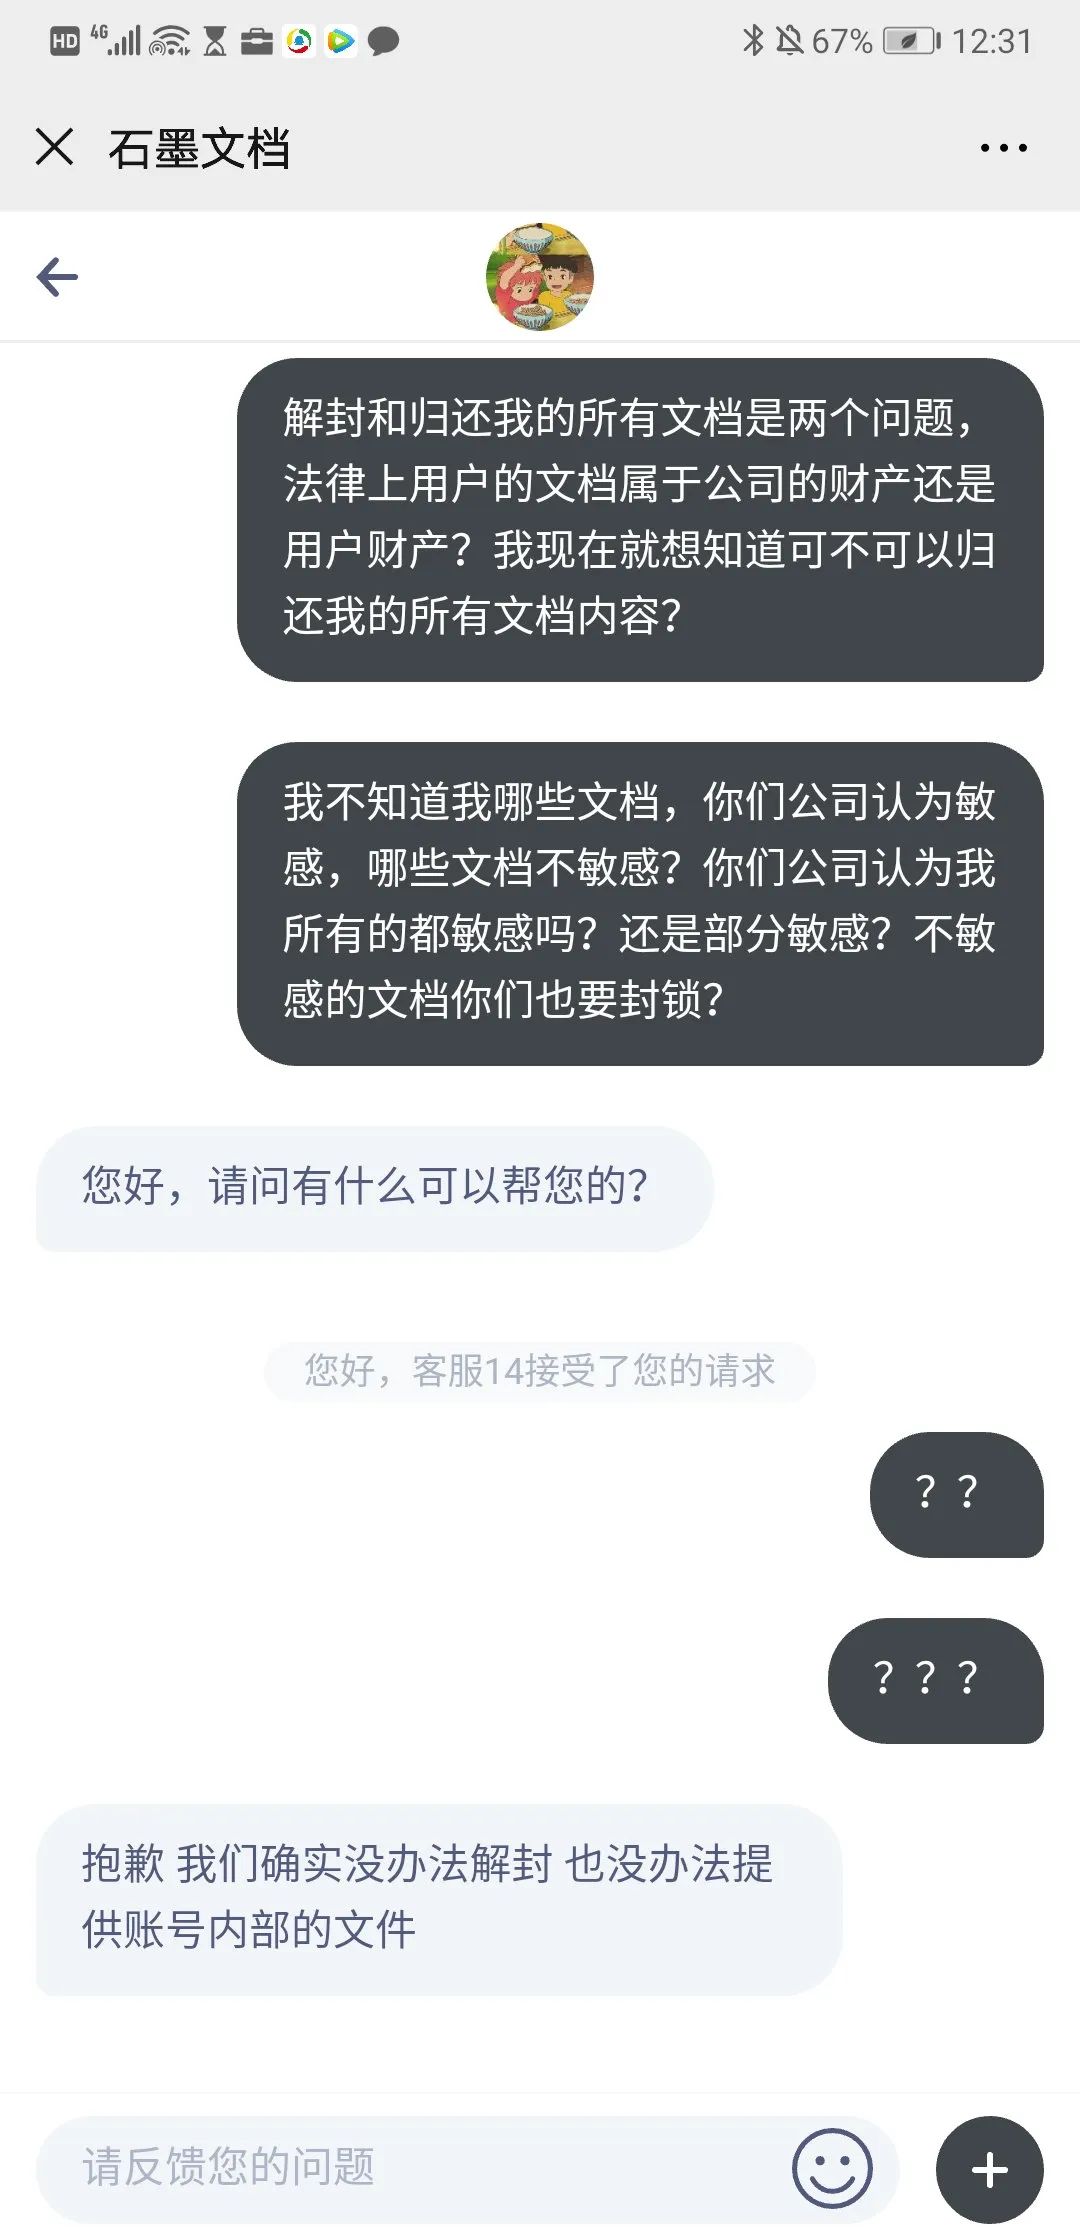 HD 4G 67% 12:31
石墨文档
解封和归还我的所有文档是两个问题，
法律上用户的文档属于公司的财产还是
用户财产？我现在就想知道可不可以归
还我的所有文档内容？
我不知道我哪些文档，你们公司认为敏
感，哪些文档不敏感？你们公司认为我
所有的都敏感吗？还是部分敏感？不敏
感的文档你们也要封锁？
您好，请问有什么可以帮您的？
您好，客服14接受了您的请求
？？
？？？
抱歉 我们确实没办法解封 也没办法提
供账号内部的文件
请反馈您的问题